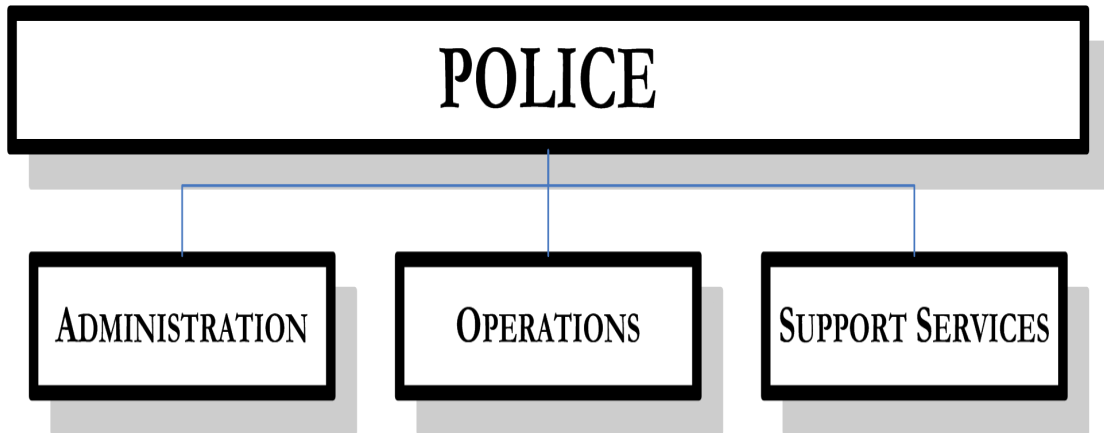 POLICE
ADMINISTRATION
OPERATIONS
SUPPORT SERVICES